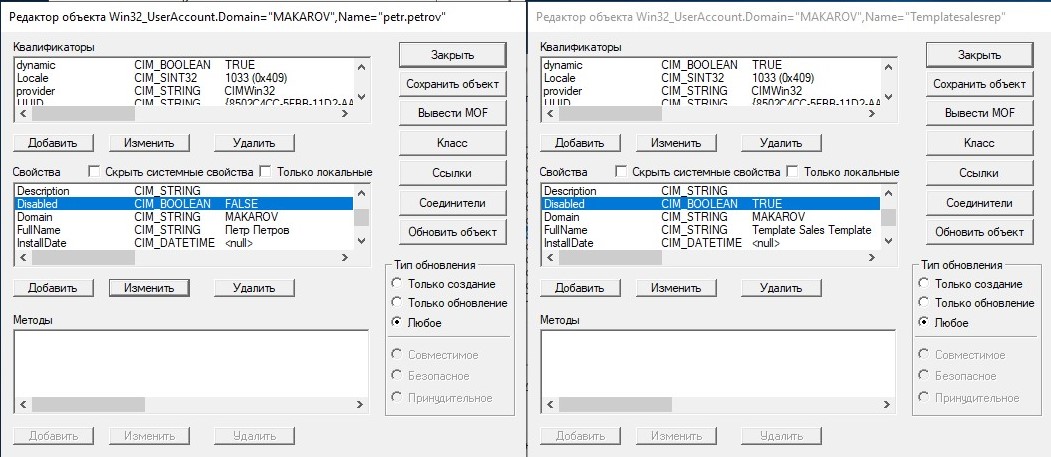 Редактор объекта Win32_UserAccount.Domain="MAKAROV",Name="petr.petrov"
Квалификаторы
dynamic CIM_BOOLEAN TRUE
Locale CIM_SINT32 1033 (0x409)
provider CIM_STRING CIMWin32
UUID CIM_STRING {8502C4CC-5FBB-11D2-AA
Добавить Изменить Удалить
Закрыть
Сохранить объект
Вывести MOF
Класс
Ссылки
Соединители
Обновить объект
Свойства Скрыть системные свойства Только локальные
Description CIM_STRING
Disabled CIM_BOOLEAN FALSE
Domain CIM_STRING MAKAROV
FullName CIM_STRING Петр Петров
InstallDate CIM_DATETIME <null>
Добавить Изменить Удалить
Тип обновления
Только создание
Только обновление
Любое
Совместимое
Безопасное
Принудительное
Методы
Добавить Изменить Удалить
Редактор объекта Win32_UserAccount.Domain="MAKAROV",Name="Templatesalesrep"
Квалификаторы
dynamic CIM_BOOLEAN TRUE
Locale CIM_SINT32 1033 (0x409)
provider CIM_STRING CIMWin32
UUID CIM_STRING {8502C4CC-5FBB-11D2-AA
Добавить Изменить Удалить
Закрыть
Сохранить объект
Вывести MOF
Класс
Ссылки
Соединители
Обновить объект
Свойства Скрыть системные свойства Только локальные
Description CIM_STRING
Disabled CIM_BOOLEAN TRUE
Domain CIM_STRING MAKAROV
FullName CIM_STRING Template Sales Template
InstallDate CIM_DATETIME <null>
Добавить Изменить Удалить
Тип обновления
Только создание
Только обновление
Любое
Совместимое
Безопасное
Принудительное
Методы
Добавить Изменить Удалить